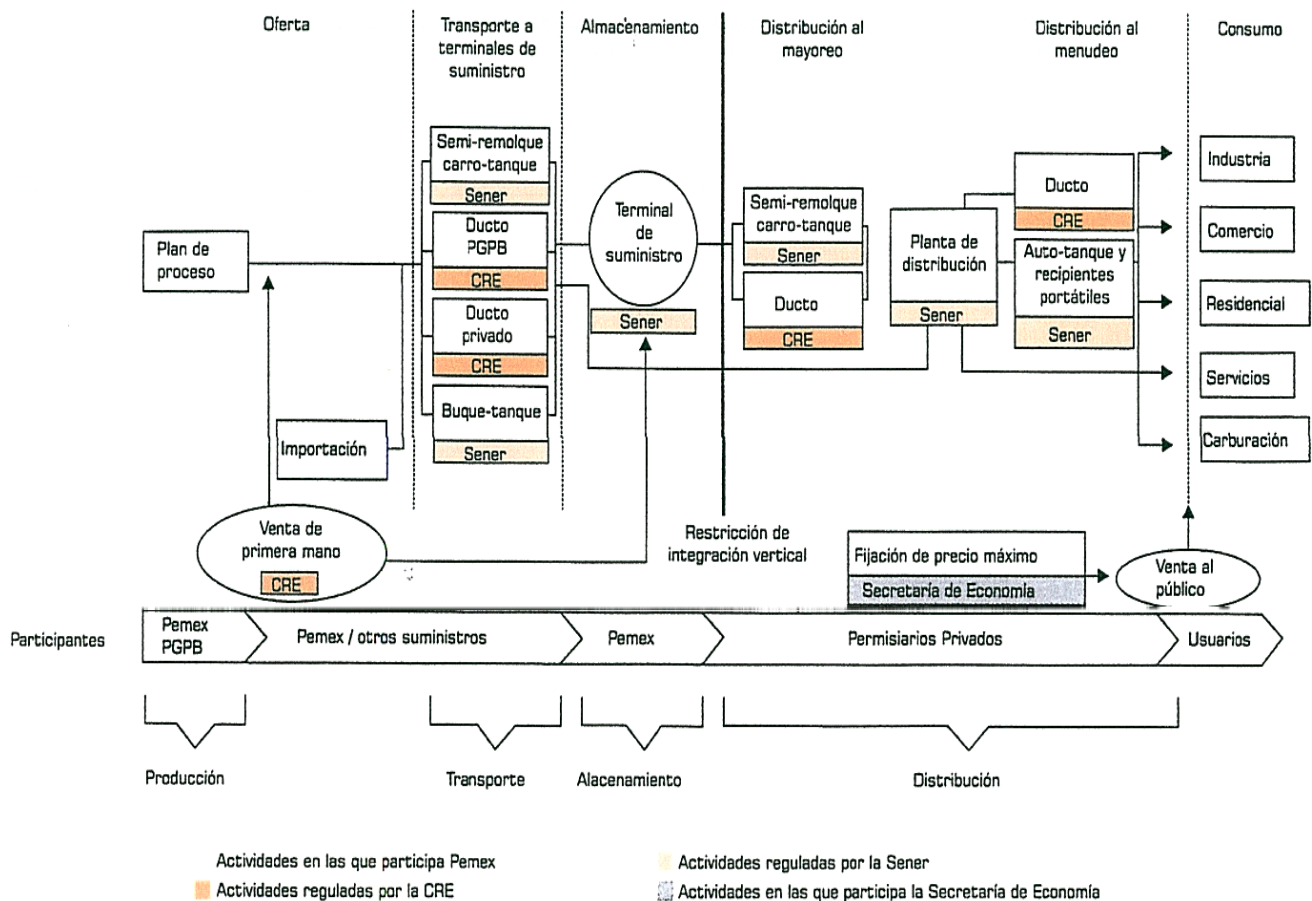 Oferta
Transporte a
terminales de
suministro
Almacenamiento
Distribución al
mayoreo
Distribución al
menudeo
Consumo
Plan de
proceso
Importación
Venta de
primera mano
CRE
Semi-remolque
carro-tanque
Sener
Ducto
PGPB
CRE
Ducto
privado
CRE
Buque-tanque
Sener
Terminal
de
suministro
Sener
Semi-remolque
carro-tanque
Sener
Ducto
CRE
Planta de
distribución
Sener
Ducto
CRE
Auto-tanque y
recipientes
portátiles
Sener
Industria
Comercio
Residencial
Servicios
Carburación
Restricción de
integración vertical
Fijación de precio máximo
Secretaría de Economía
Venta al
público
Participantes
Pemex
PGPB
Pemex / otros suministros
Pemex
Permisiarios Privados
Usuarios
Producción
Transporte
Alacenamiento
Distribución
Actividades en las que participa Pemex
Actividades reguladas por la Sener
Actividades reguladas por la CRE
Actividades en las que participa la Secretaría de Economía